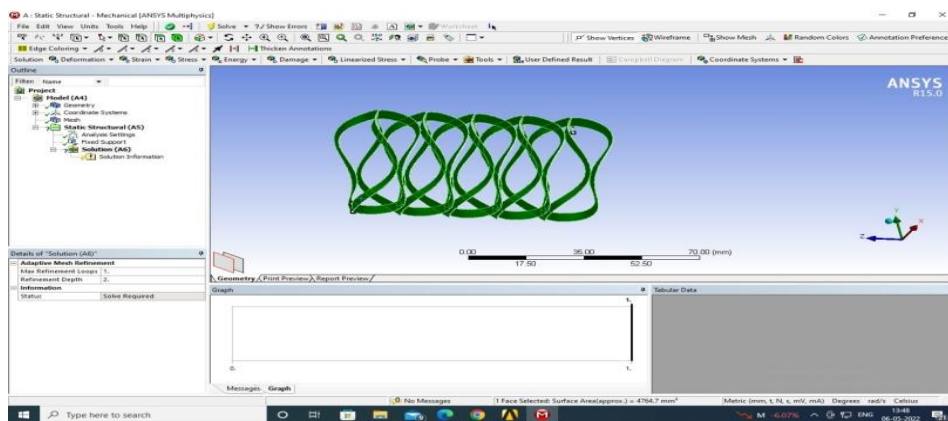 A : Static Structural - Mechanical [ANSYS Multiphysics]
File Edit View Units Tools Help Solve ?/Show Errors Worksheet
Show Vertices Wireframe Show Mesh Random Colors Annotation Preference
Edge Coloring Thicken Annotations
Solution Deformation Strain Stress Energy Damage Linearized Stress Probe Tools User Defined Result Campbell Diagram Coordinate Systems
Outline
Filter: Name
Project
Model (A4)
Geometry
Coordinate Systems
Mesh
Static Structural (A5)
Analysis Settings
Fixed Support
Solution (A6)
Solution Information
ANSYS
R15.0
Y
X
Z
0.00 35.00 70.00 (mm)
17.50 52.50
Geometry Print Preview Report Preview
Details of "Solution (A6)"
Adaptive Mesh Refinement
Max Refinement Loops 1.
Refinement Depth 2.
Information
Status Solve Required
Graph
1.
0. 1.
Messages Graph
Tabular Data
No Messages 1 Face Selected: Surface Area(approx.) = 4764.7 mm² Metric (mm, t, N, s, mV, mA) Degrees rad/s Celsius
Type here to search
M -6.07% ENG 13:48
06-05-2022